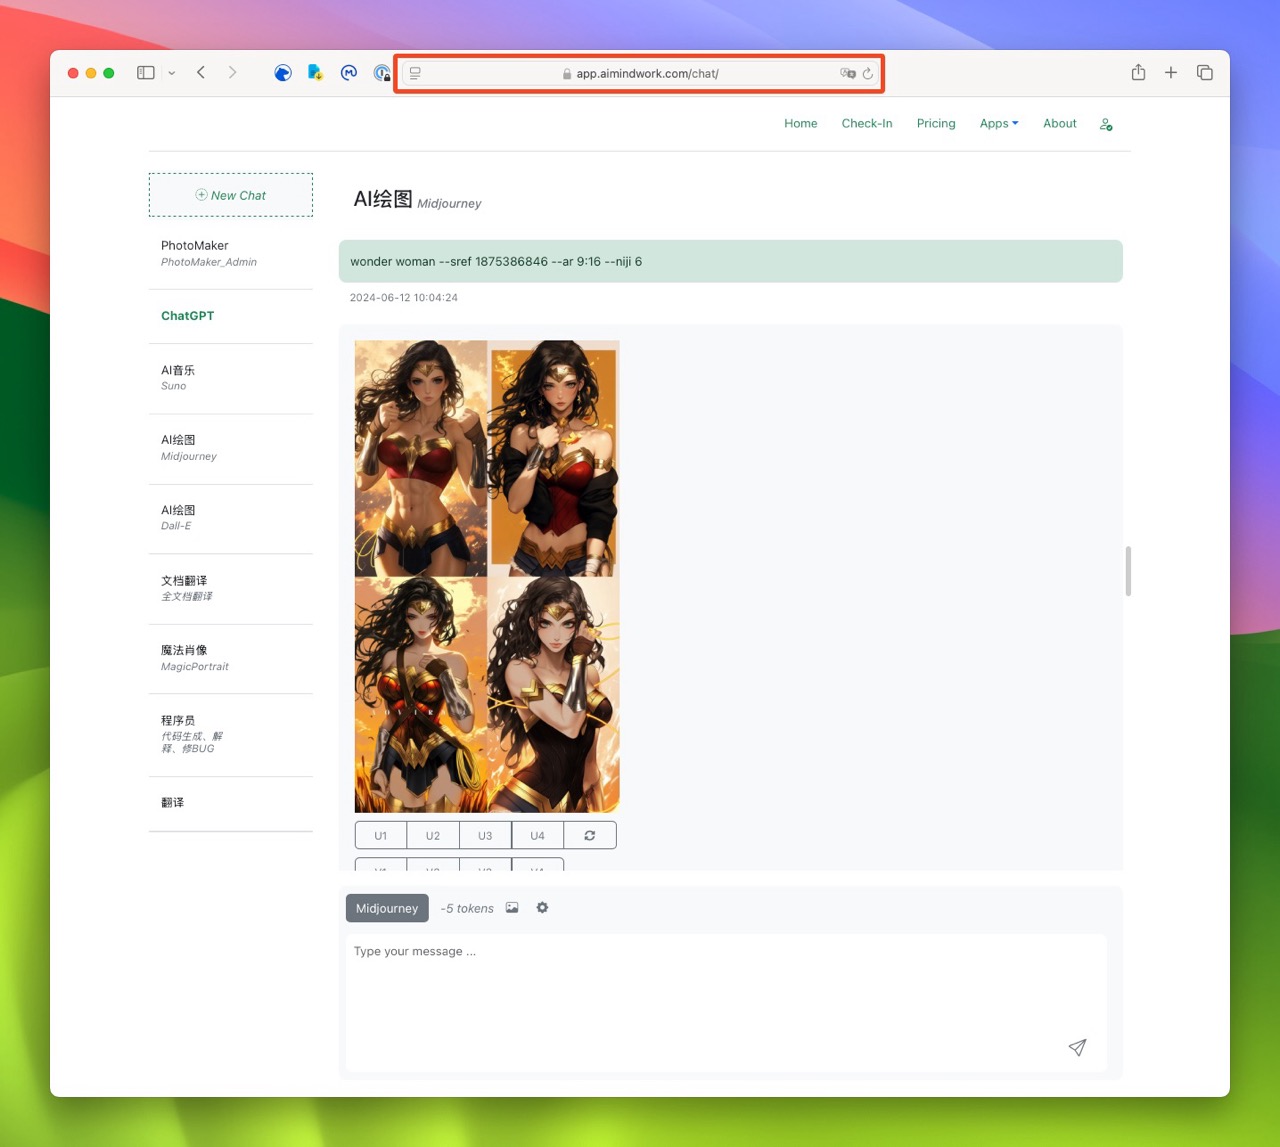 app.aimindwork.com/chat/
Home
Check-In
Pricing
Apps
About
New Chat
PhotoMaker
PhotoMaker_Admin
ChatGPT
AI音乐
Suno
AI绘图
Midjourney
AI绘图
Dall-E
文档翻译
全文档翻译
魔法肖像
MagicPortrait
程序员
代码生成、解
释、修BUG
翻译
AI绘图 Midjourney
wonder woman --sref 1875386846 --ar 9:16 --niji 6
2024-06-12 10:04:24
U1
U2
U3
U4
Midjourney
-5 tokens
Type your message ...